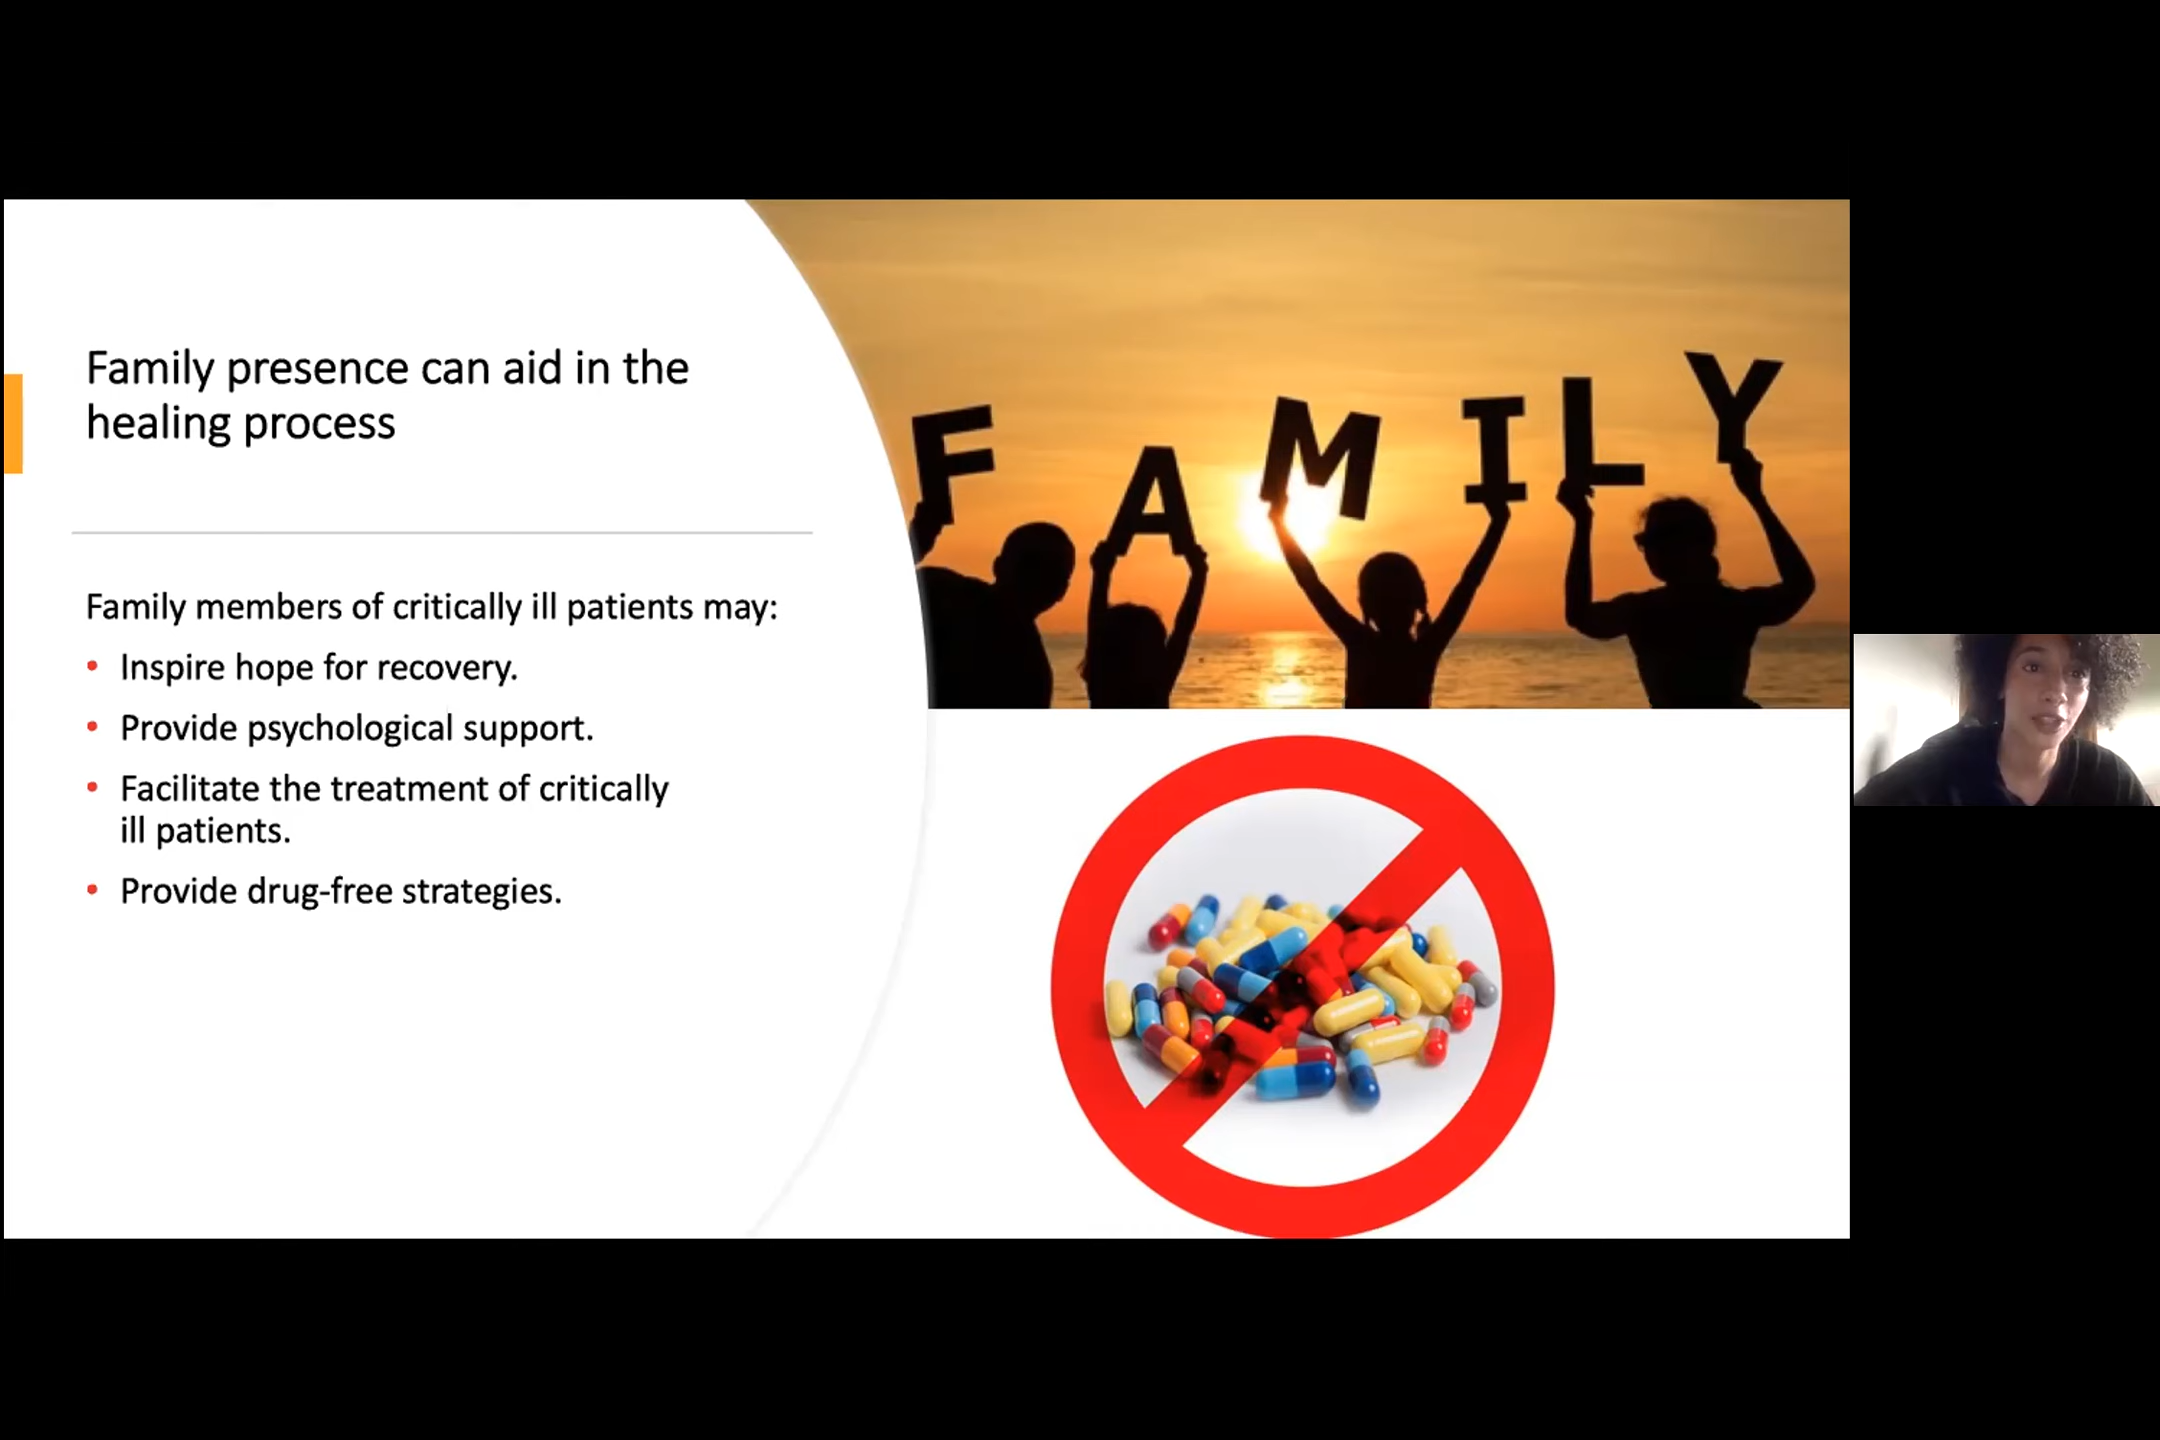 Family presence can aid in the
healing process
Family members of critically ill patients may:
• Inspire hope for recovery.
• Provide psychological support.
• Facilitate the treatment of critically
ill patients.
• Provide drug-free strategies.
FAMILY